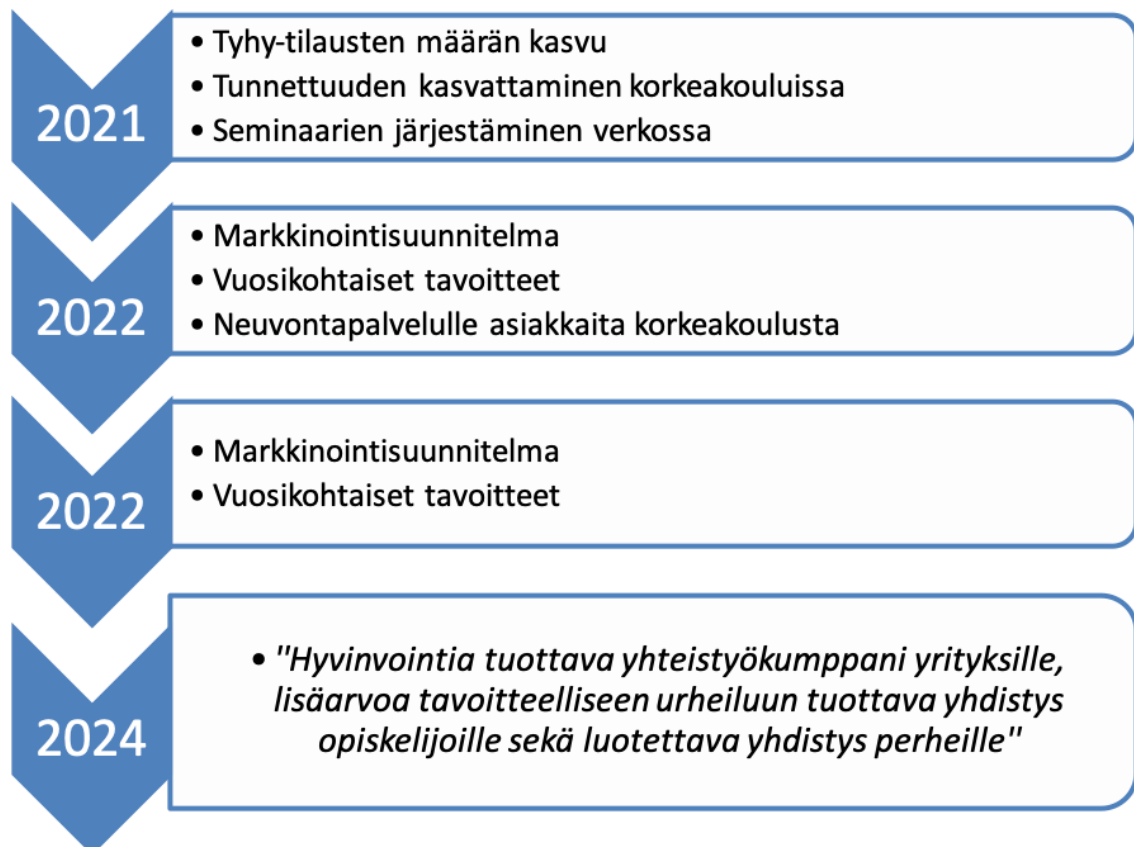 2021
• Tyhy-tilausten määrän kasvu
• Tunnettuuden kasvattaminen korkeakouluissa
• Seminaarien järjestäminen verkossa
2022
• Markkinointisuunnitelma
• Vuosikohtaiset tavoitteet
• Neuvontapalvelulle asiakkaita korkeakoulusta
2022
• Markkinointisuunnitelma
• Vuosikohtaiset tavoitteet
2024
• "Hyvinvointia tuottava yhteistyökumppani yrityksille,
lisäarvoa tavoitteelliseen urheiluun tuottava yhdistys
opiskelijoille sekä luotettava yhdistys perheille"